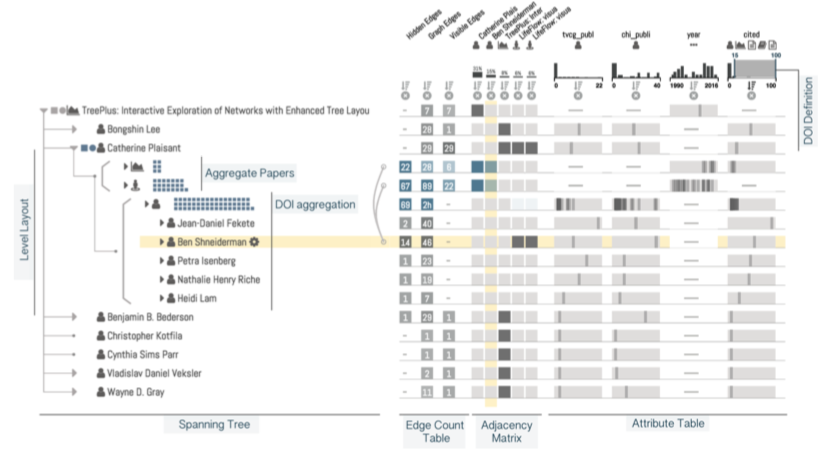 Hidden Edges
Graph Edges
Visible Edges
Catherine Plais
Ben Shneiderman
TreePlus: Inter
LifeFlow: visua
LifeFlow: visua
tvcg_publ
chi_publi
year
cited
15 100
0 22
0 40
1990 2016
0 100
DOI Definition
TreePlus: Interactive Exploration of Networks with Enhanced Tree Layou - 7 7
Bongshin Lee - 28 1
Catherine Plaisant - 29 29
22 28 6
Aggregate Papers
67 89 22
DOI aggregation
69 2h -
Jean-Daniel Fekete 2 40 -
Ben Shneiderman 14 46 -
Petra Isenberg 1 23 -
Nathalie Henry Riche 1 19 -
Heidi Lam 1 7 -
Benjamin B. Bederson 1 29 1
Christopher Kotfila - 1 1
Cynthia Sims Parr - 1 1
Vladislav Daniel Veksler - 2 1
Wayne D. Gray - 11 1
Level Layout
Spanning Tree
Edge Count
Table
Adjacency
Matrix
Attribute Table